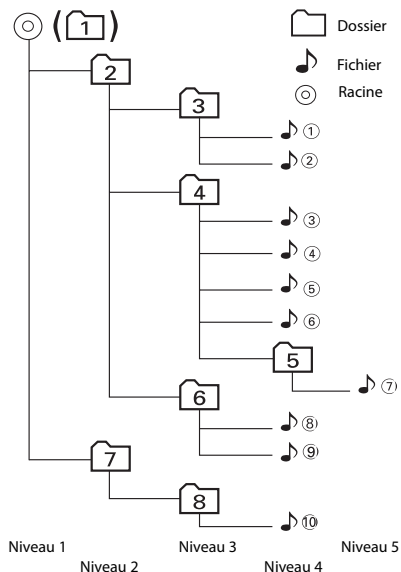 ( 1 )
Dossier
Fichier
Racine
2
3
①
②
4
③
④
⑤
⑥
5
⑦
6
⑧
⑨
7
8
⑩
Niveau 1
Niveau 2
Niveau 3
Niveau 4
Niveau 5